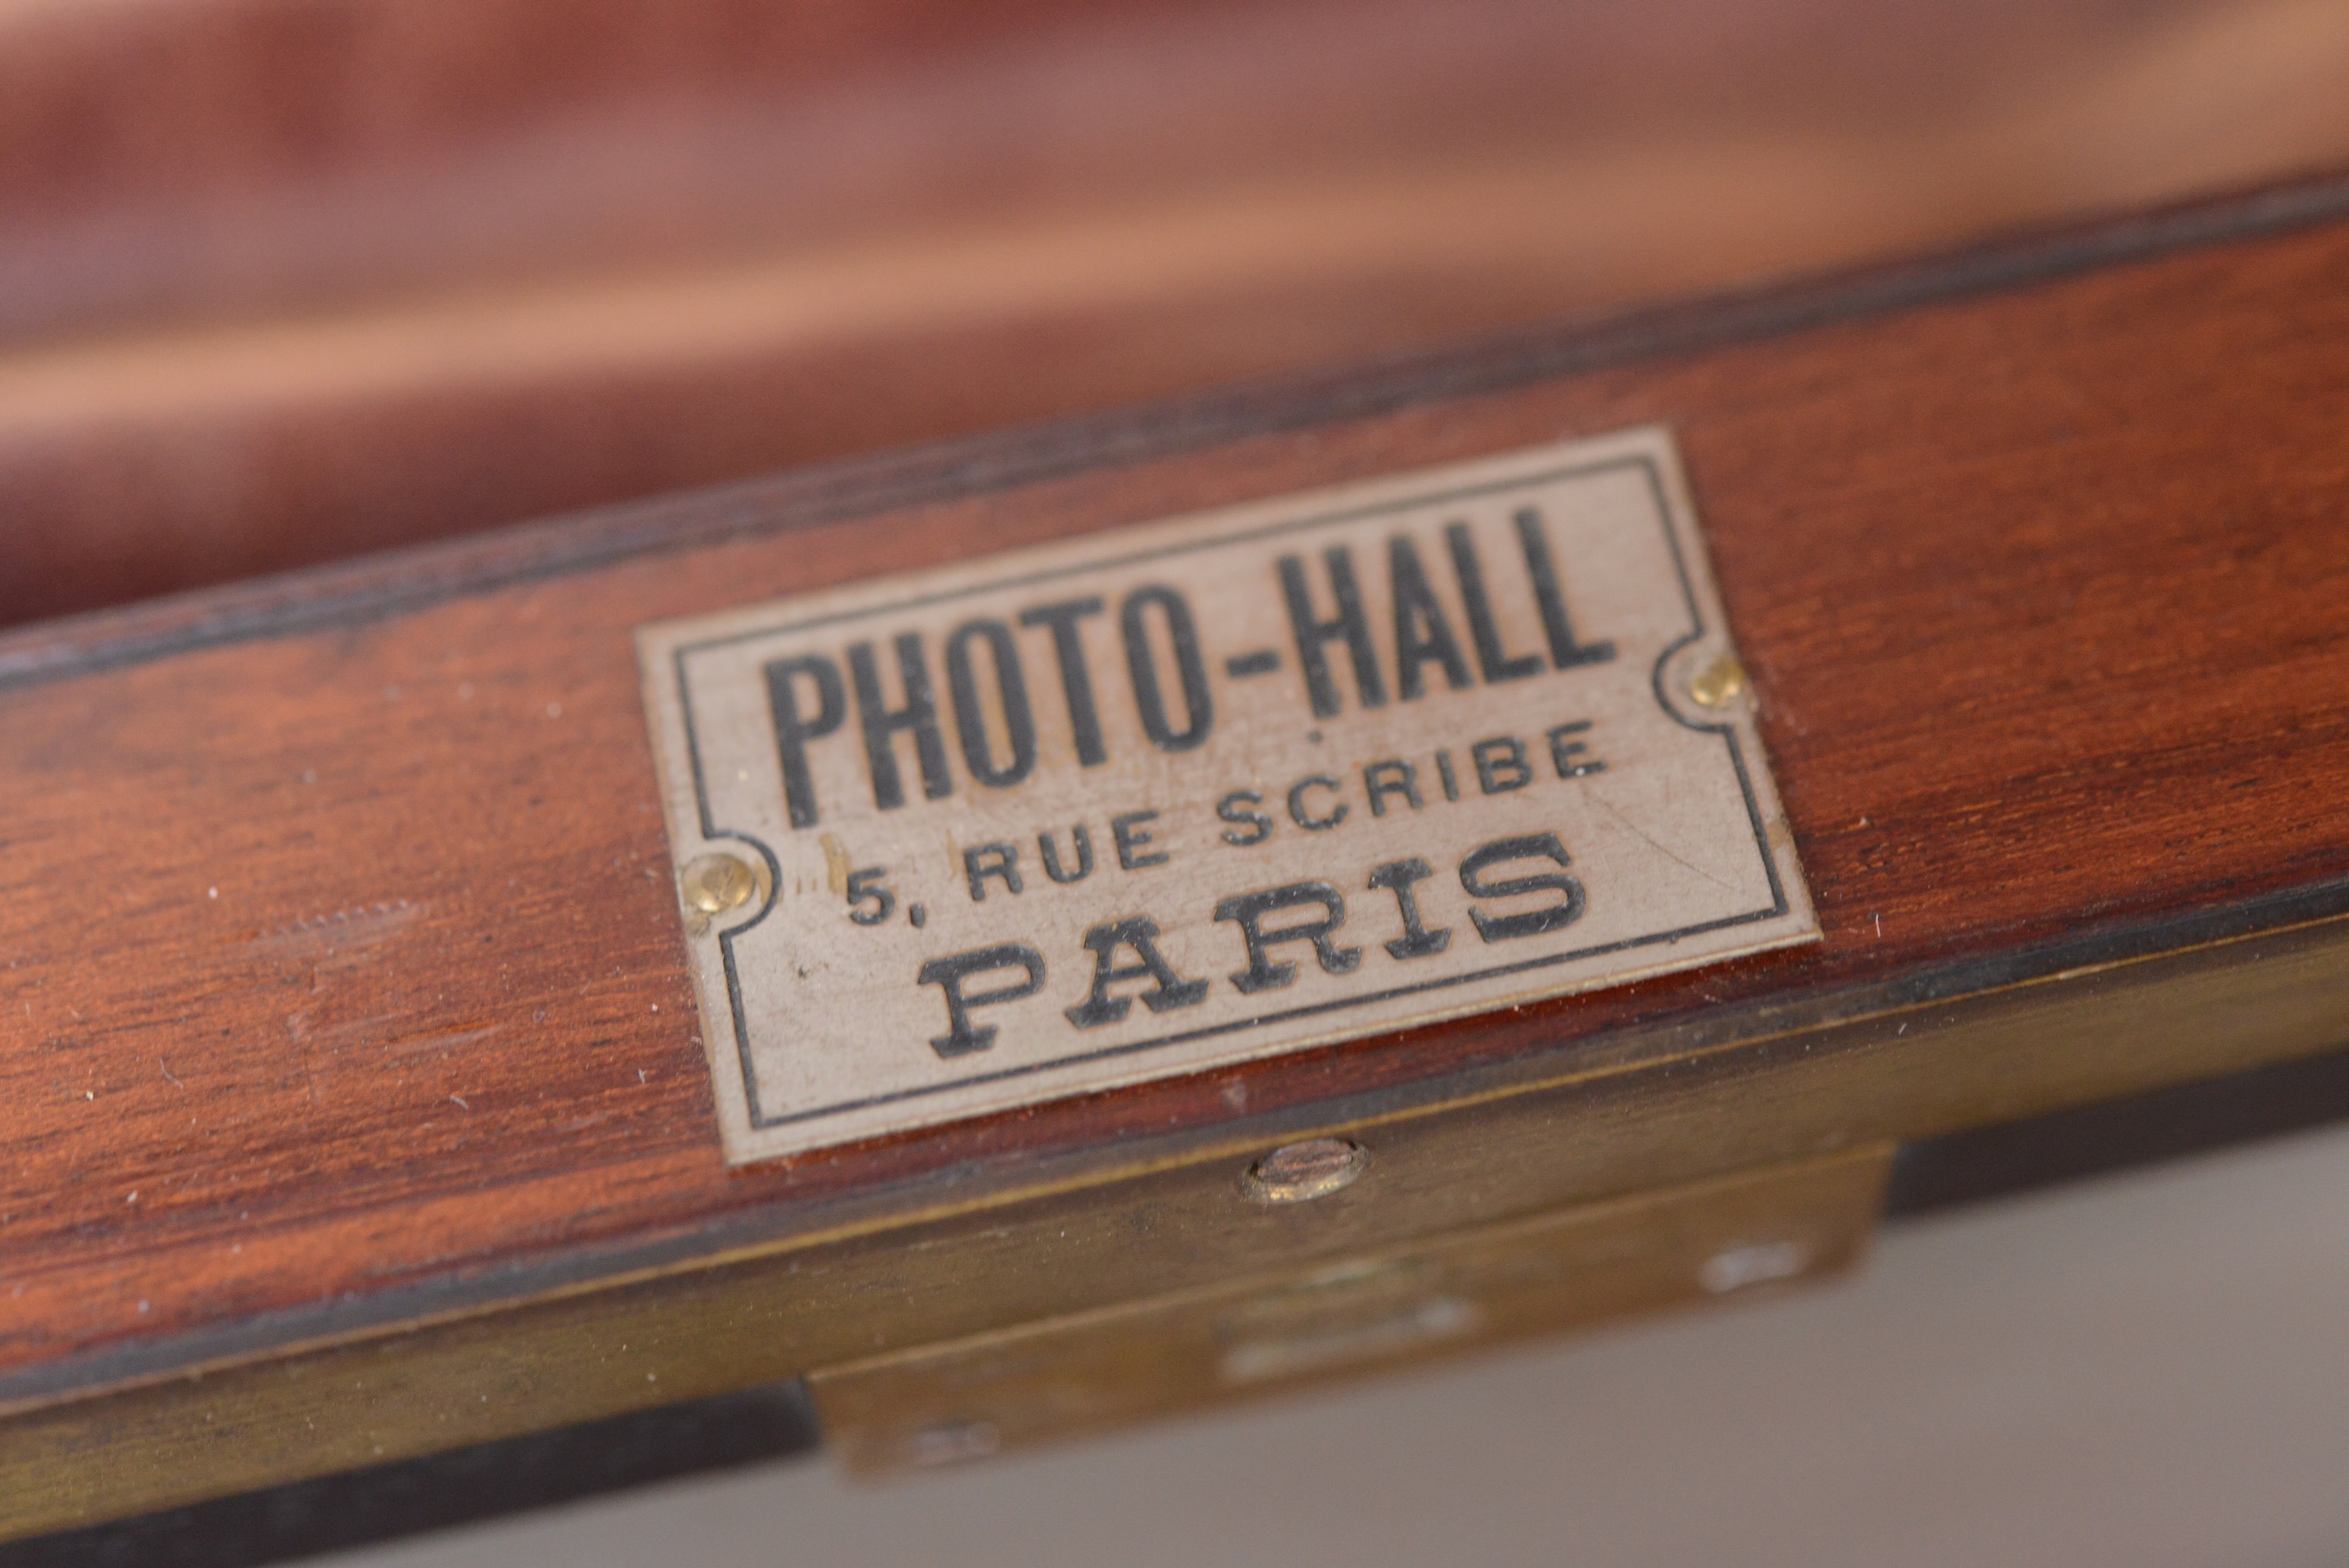 PHOTO-HALL
5, RUE SCRIBE
PARIS